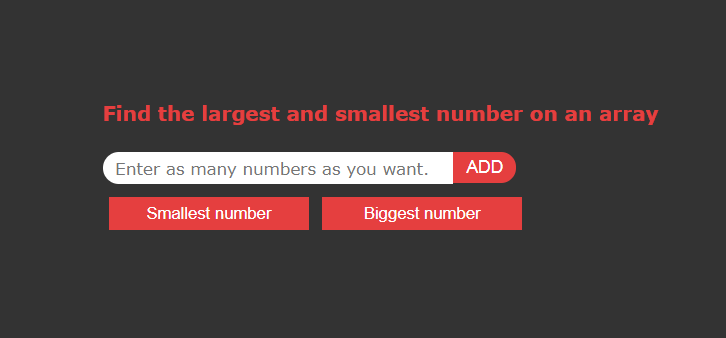 Find the largest and smallest number on an array
Enter as many numbers as you want. ADD
Smallest number Biggest number